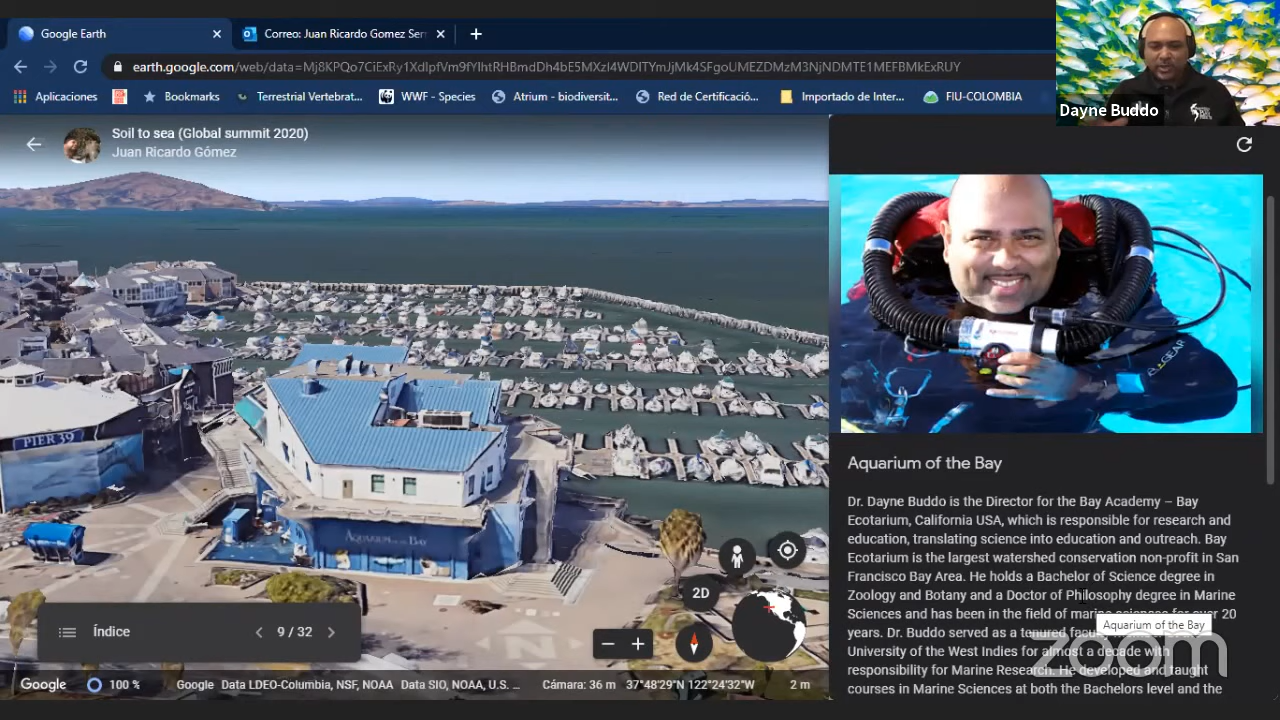 Google Earth
Correo: Juan Ricardo Gomez Ser
earth.google.com/web/data=Mj8KPQo7CiExRy1XdlpfVm9fYlhtRHBmdDh4bE5MXzl4WDlTYmJjMk4SFgoUMEZDMzM3NjNDMTE1MEFBMkExRUY
Aplicaciones
Bookmarks
Terrestrial Vertebrat...
WWF - Species
Atrium - biodiversit...
Red de Certificació...
Importado de Inter...
FIU-COLOMBIA
Dayne Buddo
Soil to sea (Global summit 2020)
Juan Ricardo Gómez
PIER 39
AQUARIUM OF THE BAY
Aquarium of the Bay
Dr. Dayne Buddo is the Director for the Bay Academy – Bay
Ecotarium, California USA, which is responsible for research and
education, translating science into education and outreach. Bay
Ecotarium is the largest watershed conservation non-profit in San
Francisco Bay Area. He holds a Bachelor of Science degree in
Zoology and Botany and a Doctor of Philosophy degree in Marine
Sciences and has been in the field of marine sciences for over 20
years. Dr. Buddo served as a tenured
University of the West Indies for almost a decade with
responsibility for Marine Research. He developed and taught
courses in Marine Sciences at both the Bachelors level and the
Aquarium of the Bay
zoom
2D
Índice
9 / 32
Google
100 %
Google
Data LDEO-Columbia, NSF, NOAA Data SIO, NOAA, U.S. ...
Cámara: 36 m
37°48'29"N 122°24'32"W
2 m